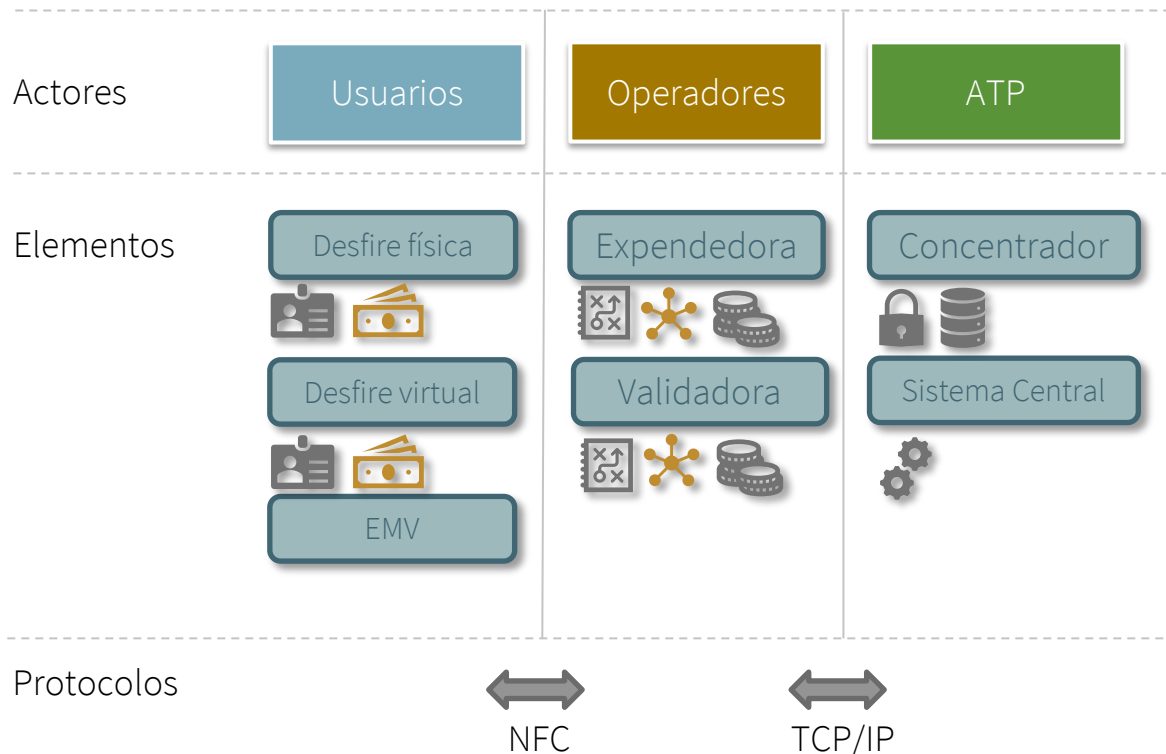 Actores
Usuarios
Operadores
ATP
Elementos
Desfire física
Expendedora
Concentrador
Desfire virtual
Validadora
Sistema Central
EMV
Protocolos
NFC
TCP/IP